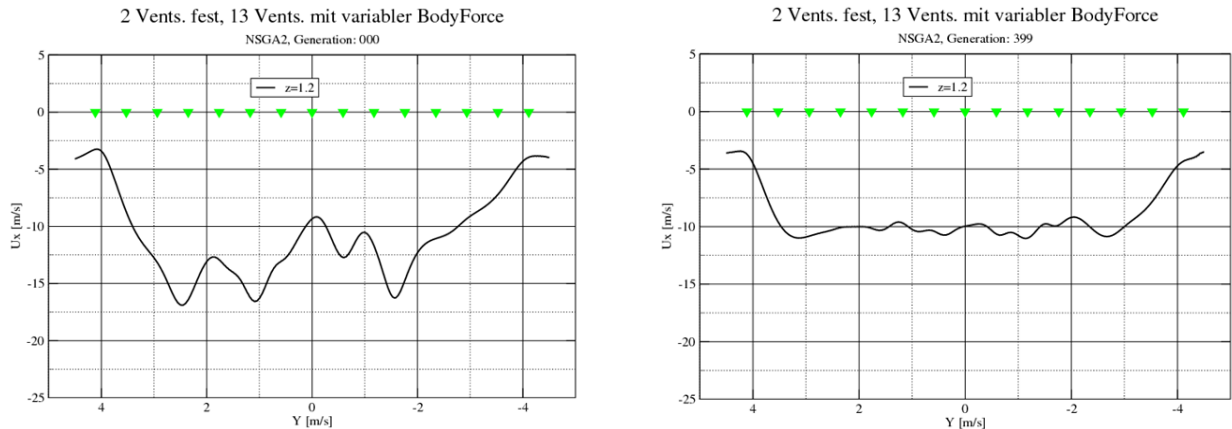 2 Vents. fest, 13 Vents. mit variabler BodyForce
NSGA2, Generation: 000
5
0
-5
-10
-15
-20
-25
Ux [m/s]
z=1.2
4
2
0
-2
-4
Y [m/s]
2 Vents. fest, 13 Vents. mit variabler BodyForce
NSGA2, Generation: 399
5
0
-5
-10
-15
-20
-25
Ux [m/s]
z=1.2
4
2
0
-2
-4
Y [m/s]